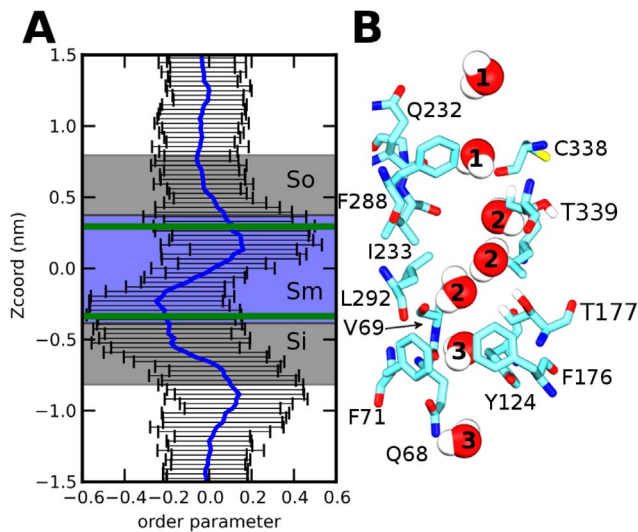 A
B
1.5
1.0
0.5
0.0
−0.5
−1.0
−1.5
Zcoord (nm)
−0.6 −0.4 −0.2 0.0 0.2 0.4 0.6
order parameter
So
Sm
Si
1
Q232
1
C338
F288
2
T339
I233
2
L292
2
V69
T177
3
F176
Y124
F71
Q68
3